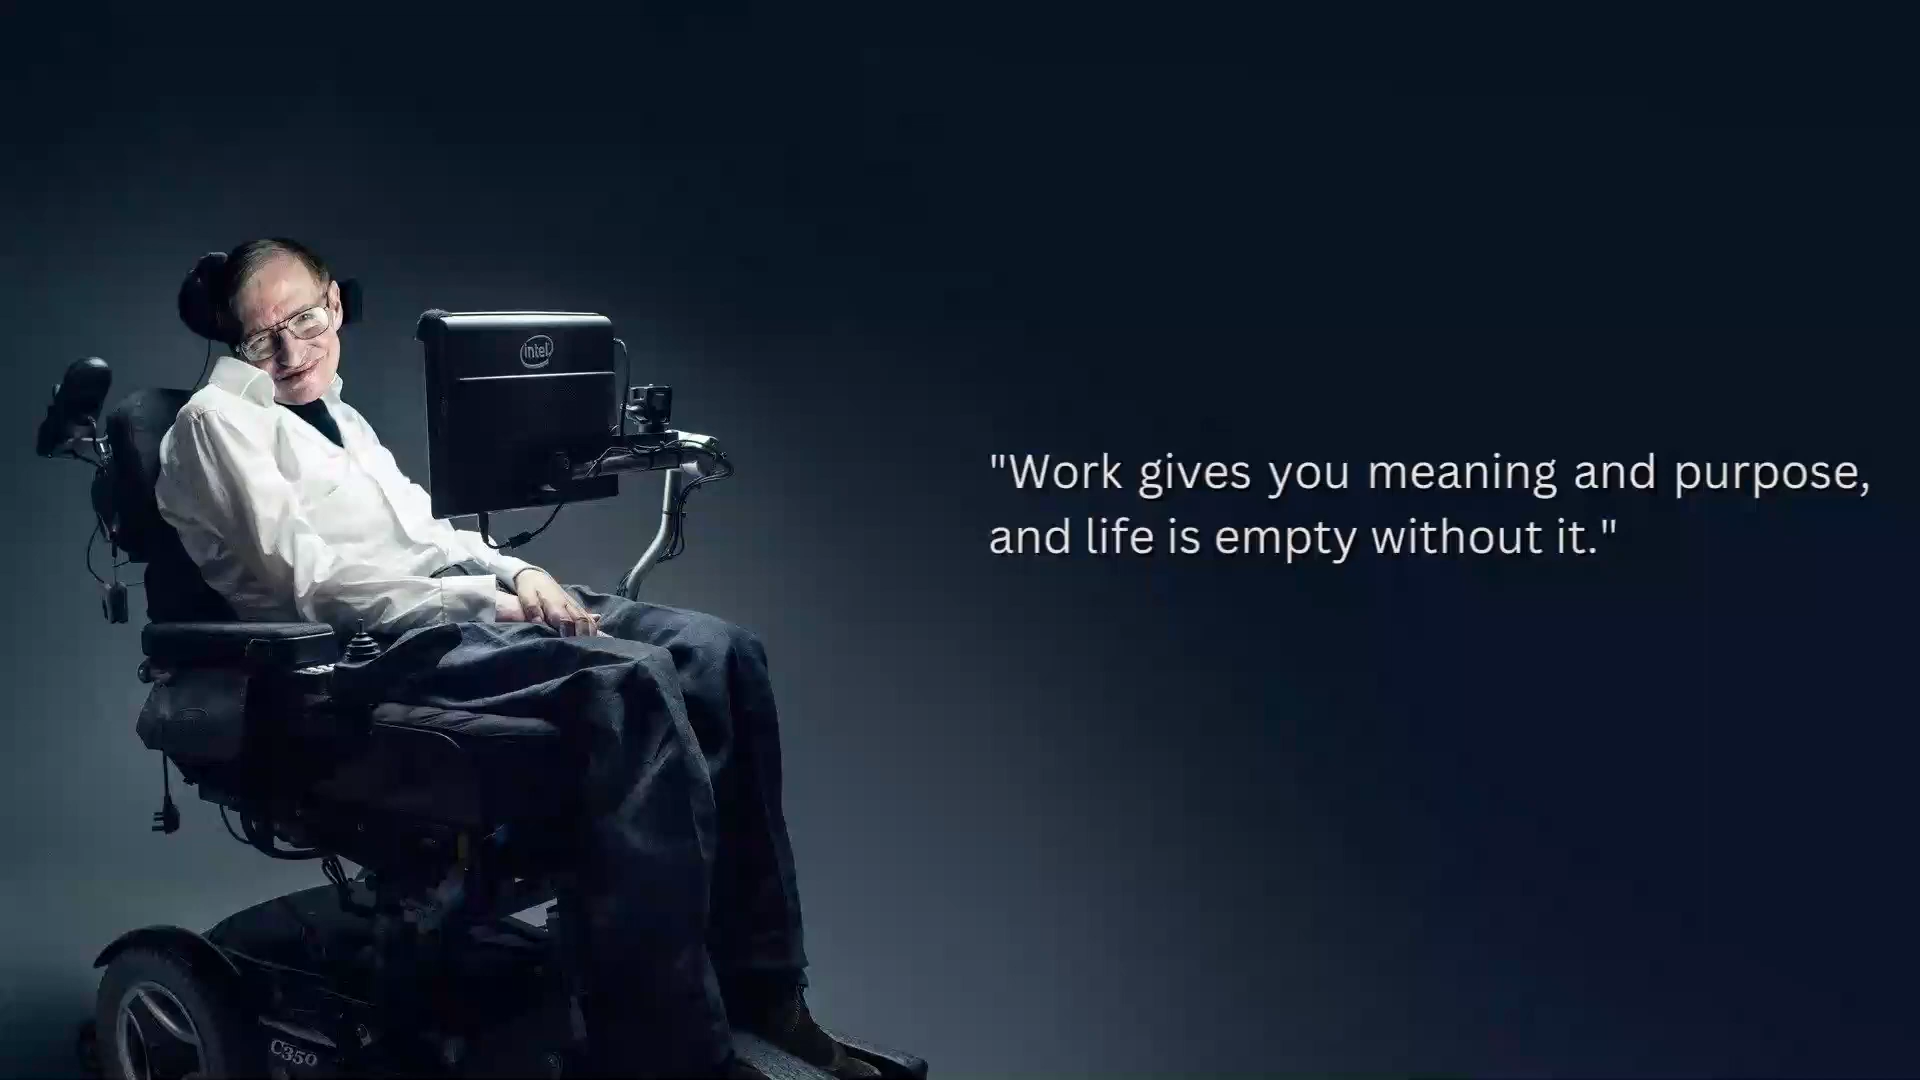 intel
"Work gives you meaning and purpose,
and life is empty without it."
C350